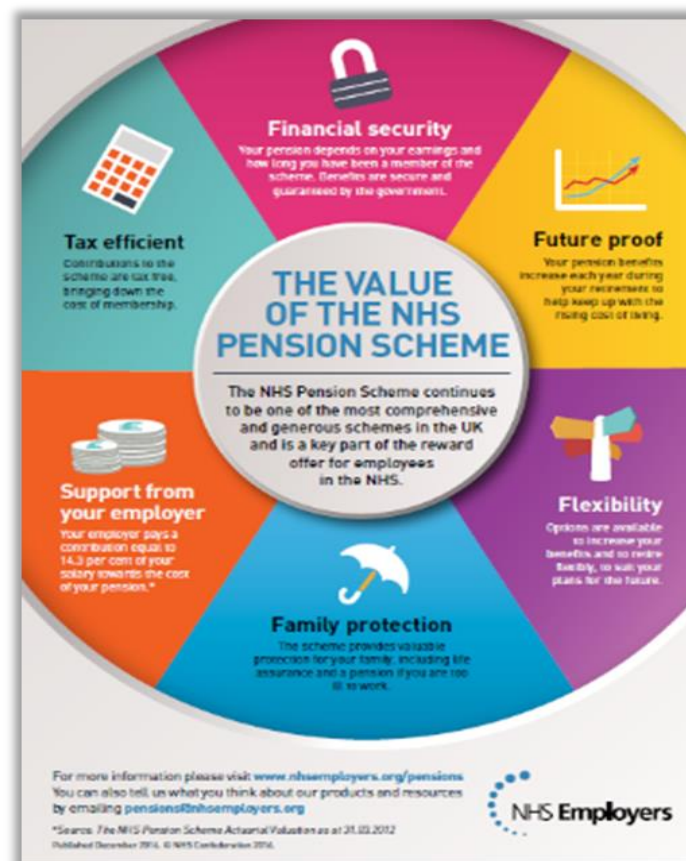 Financial security
Your pension depends on your earnings and
how long you have been a member of the
scheme. Benefits are secure and
guaranteed by the government.
Tax efficient
Contributions to the
scheme are tax free,
bringing down the
cost of membership.
Future proof
Your pension benefits
increase each year during
your retirement to
help keep up with the
rising cost of living.
THE VALUE
OF THE NHS
PENSION SCHEME
The NHS Pension Scheme continues
to be one of the most comprehensive
and generous schemes in the UK
and is a key part of the reward
offer for employees
in the NHS.
Support from
your employer
Your employer pays a
contribution equal to
14.3 per cent of your
salary towards the cost
of your pension.*
Flexibility
Options are available
to increase your
benefits and to retire
flexibly, to suit your
plans for the future.
Family protection
The scheme provides valuable
protection for your family, including life
assurance and a pension if you are too
ill to work.
For more information please visit www.nhsemployers.org/pensions
You can also tell us what you think about our products and resources
by emailing pensions@nhsemployers.org
*Source: The NHS Pension Scheme Actuarial Valuation as at 31.03.2012
Published December 2014. © NHS Confederation 2014.
NHS Employers